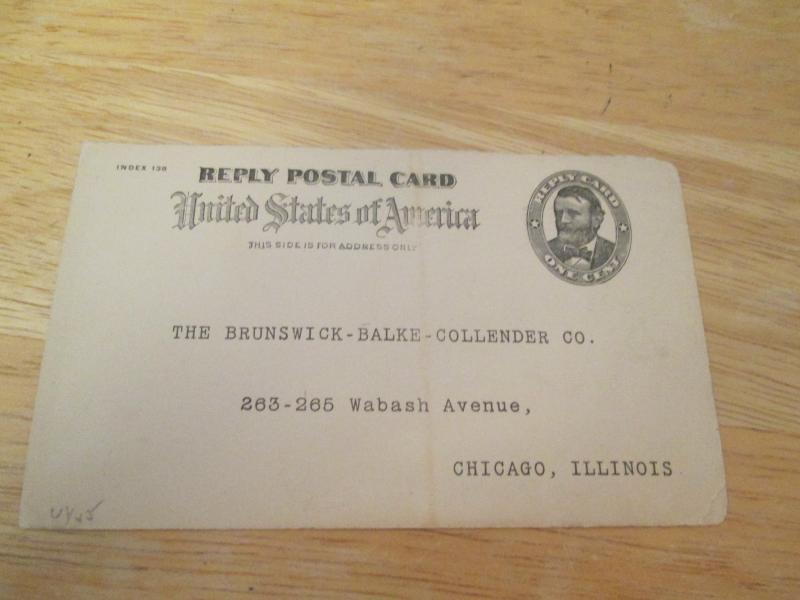 INDEX 138
REPLY POSTAL CARD
United States of America
THIS SIDE IS FOR ADDRESS ONLY
REPLY CARD
ONE CENT
THE BRUNSWICK-BALKE-COLLENDER CO.
263-265 Wabash Avenue,
CHICAGO, ILLINOIS